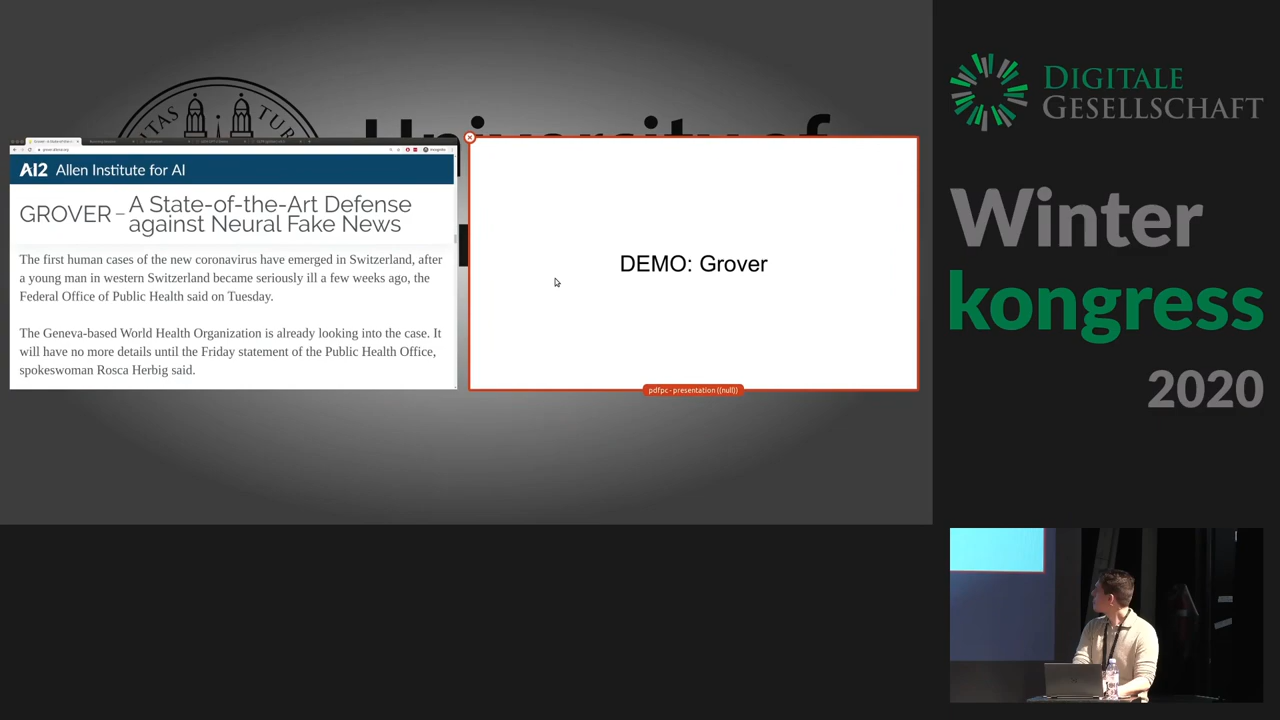 TAS
TUR
University of
AI2 Allen Institute for AI
GROVER – A State-of-the-Art Defense
against Neural Fake News
The first human cases of the new coronavirus have emerged in Switzerland, after
a young man in western Switzerland became seriously ill a few weeks ago, the
Federal Office of Public Health said on Tuesday.
The Geneva-based World Health Organization is already looking into the case. It
will have no more details until the Friday statement of the Public Health Office,
spokeswoman Rosca Herbig said.
DEMO: Grover
pdfpc - presentation ((null))
DIGITALE
GESELLSCHAFT
Winter
kongress
2020